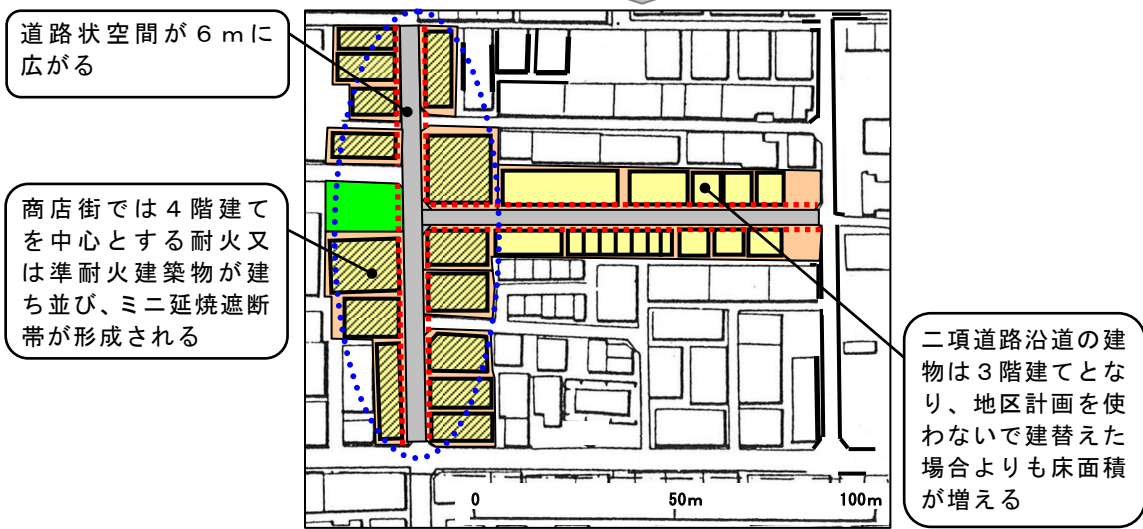 道路状空間が6mに
広がる
商店街では4階建て
を中心とする耐火又
は準耐火建築物が建
ち並び、ミニ延焼遮断
帯が形成される
二項道路沿道の建
物は3階建てとな
り、地区計画を使
わないで建替えた
場合よりも床面積
が増える
0 50m 100m